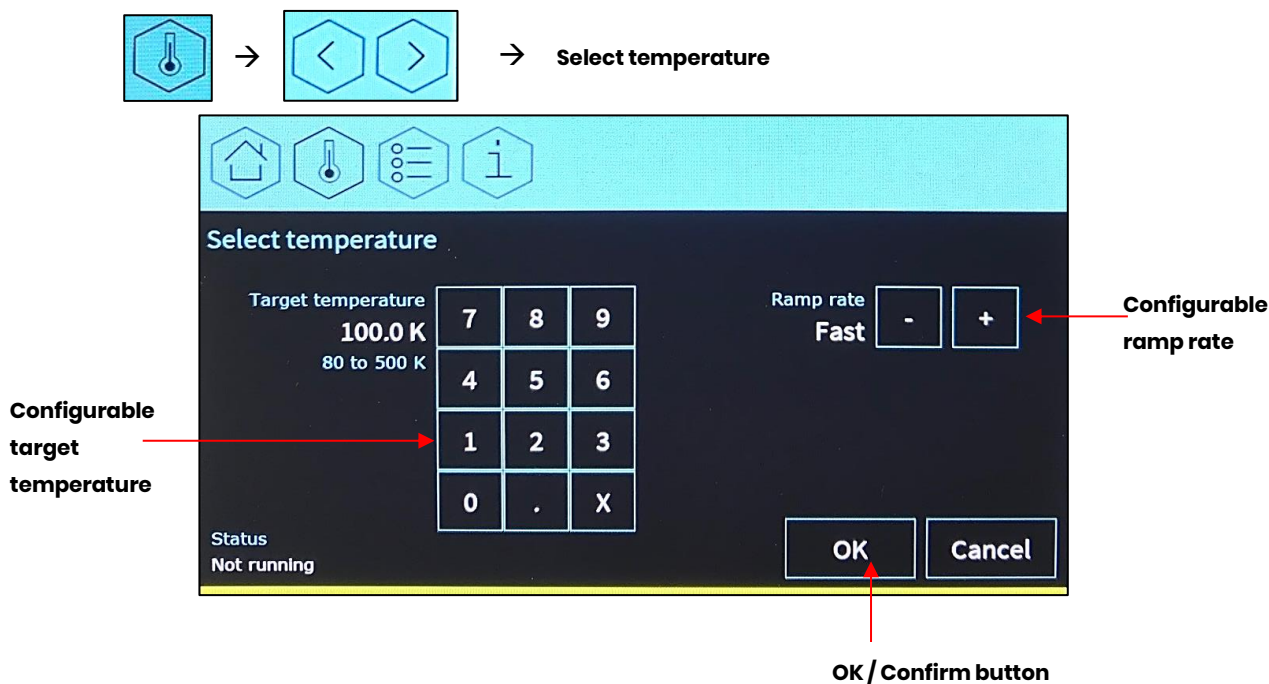 → < > → Select temperature
i
Select temperature
Target temperature
100.0 K
80 to 500 K
7 8 9
4 5 6
1 2 3
0 . X
Ramp rate
Fast
- +
Configurable
ramp rate
Configurable
target
temperature
Status
Not running
OK Cancel
OK / Confirm button